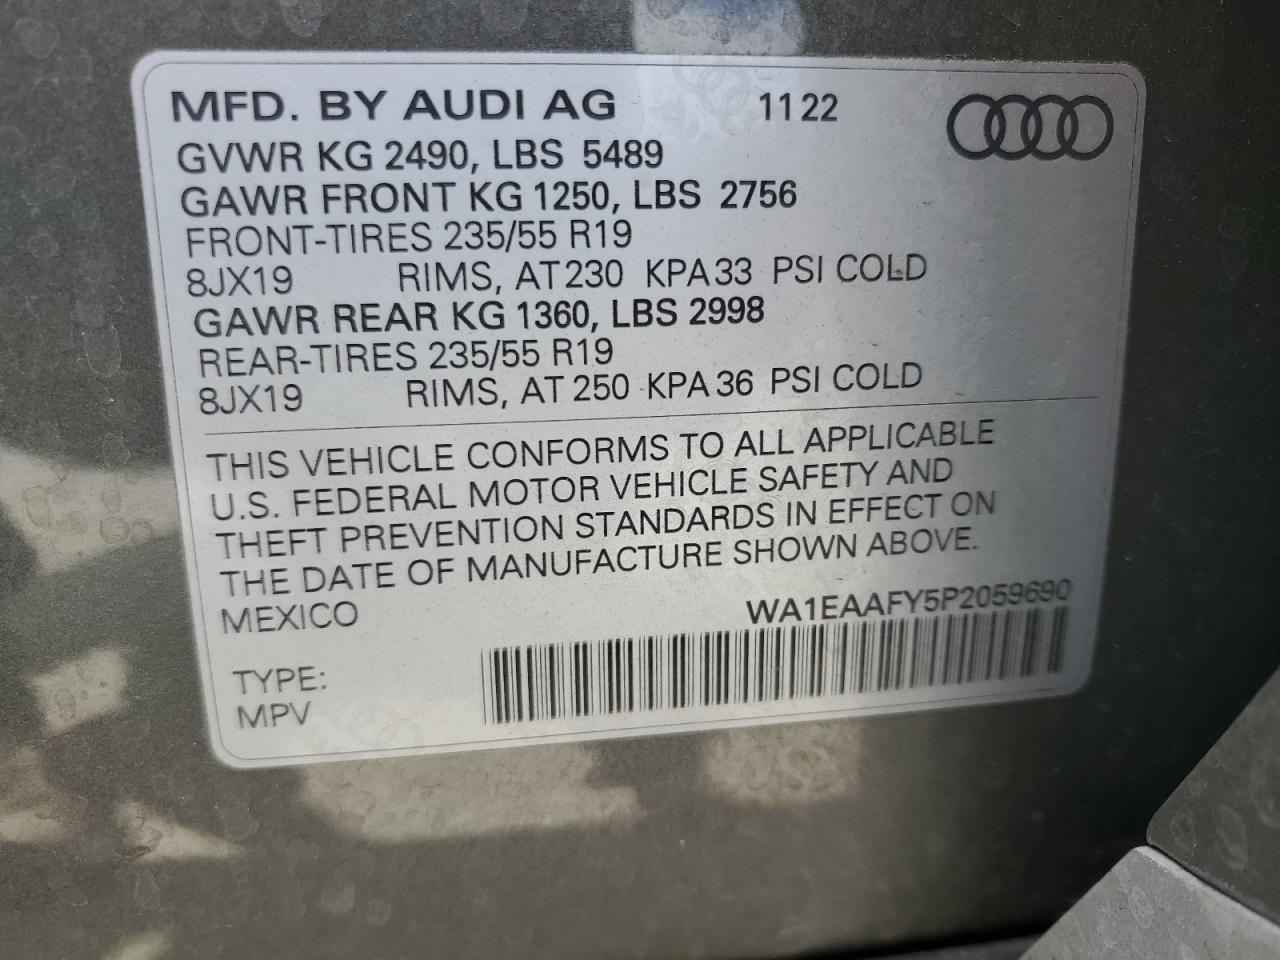 MFD. BY AUDI AG 1122
GVWR KG 2490, LBS 5489
GAWR FRONT KG 1250, LBS 2756
FRONT-TIRES 235/55 R19
8JX19 RIMS, AT 230 KPA 33 PSI COLD
GAWR REAR KG 1360, LBS 2998
REAR-TIRES 235/55 R19
8JX19 RIMS, AT 250 KPA 36 PSI COLD
THIS VEHICLE CONFORMS TO ALL APPLICABLE
U.S. FEDERAL MOTOR VEHICLE SAFETY AND
THEFT PREVENTION STANDARDS IN EFFECT ON
THE DATE OF MANUFACTURE SHOWN ABOVE.
MEXICO WA1EAAFY5P2059690
TYPE:
MPV